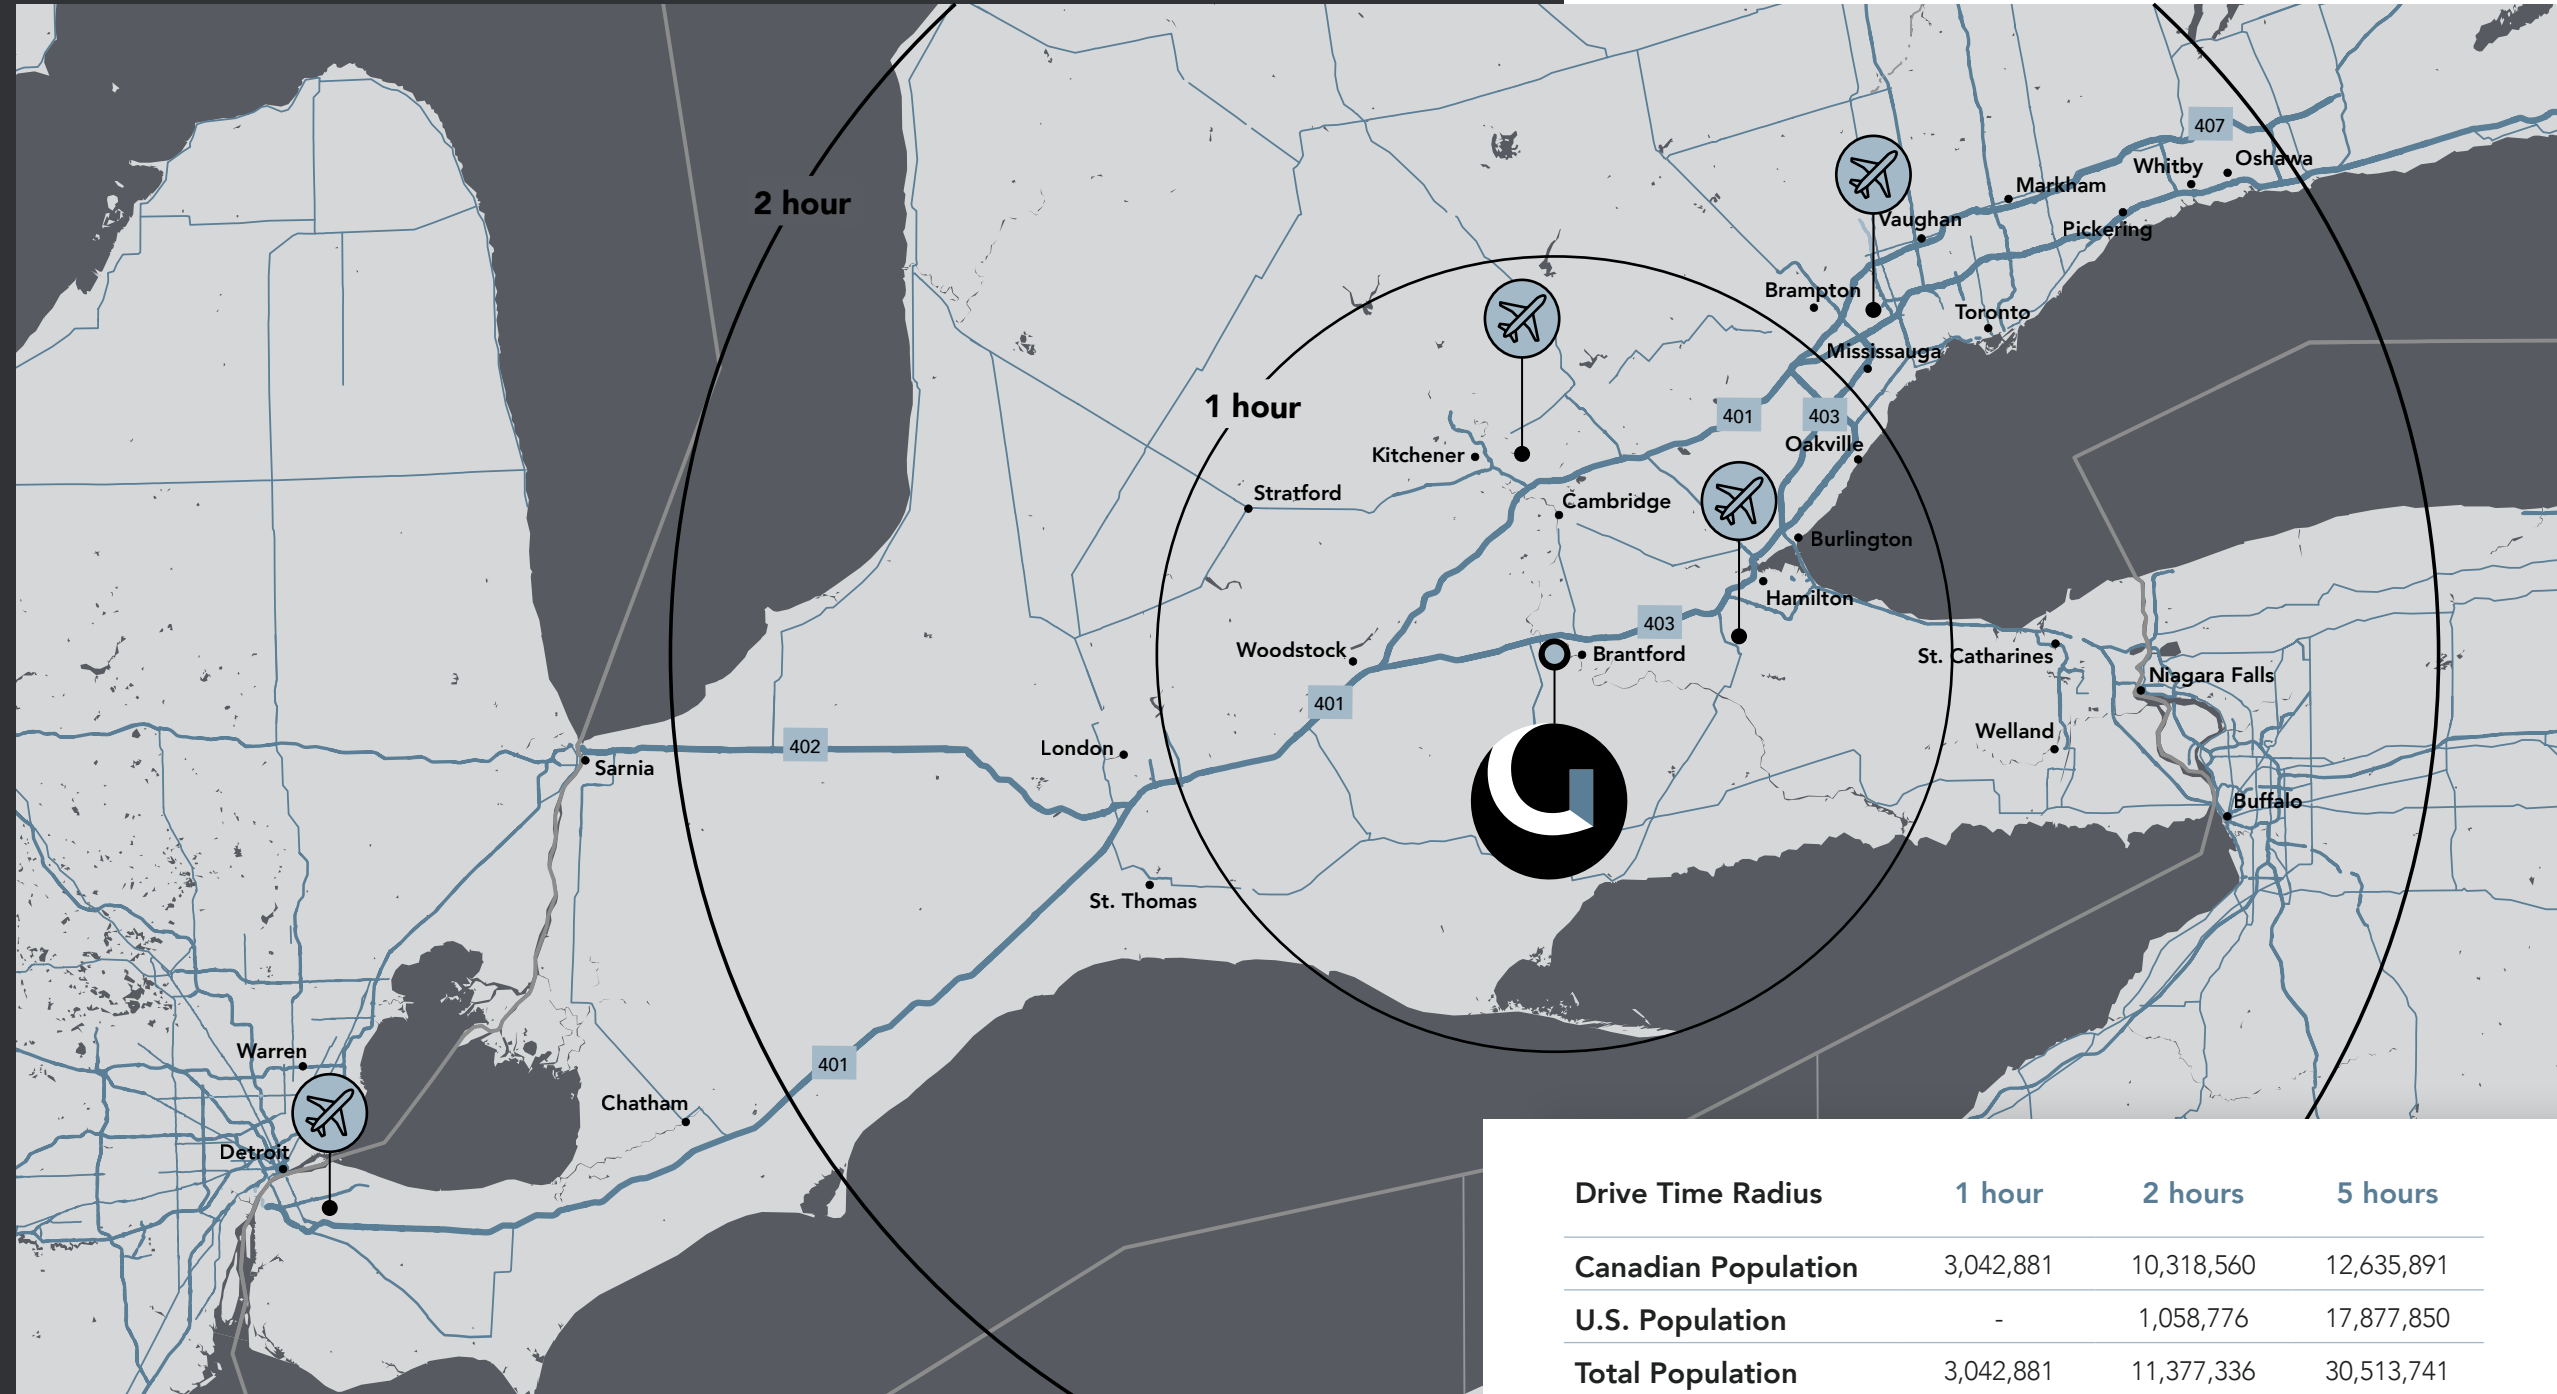 407
Oshawa
Whitby
Markham
2 hour
Vaughan
Pickering
Brampton
Toronto
Mississauga
1 hour
401
403
Oakville
Kitchener
Stratford
Cambridge
Burlington
Hamilton
403
Woodstock
Brantford
St. Catharines
Niagara Falls
401
Welland
402
London
Sarnia
Buffalo
St. Thomas
Warren
401
Chatham
Detroit
Drive Time Radius 1 hour 2 hours 5 hours
Canadian Population 3,042,881 10,318,560 12,635,891
U.S. Population - 1,058,776 17,877,850
Total Population 3,042,881 11,377,336 30,513,741